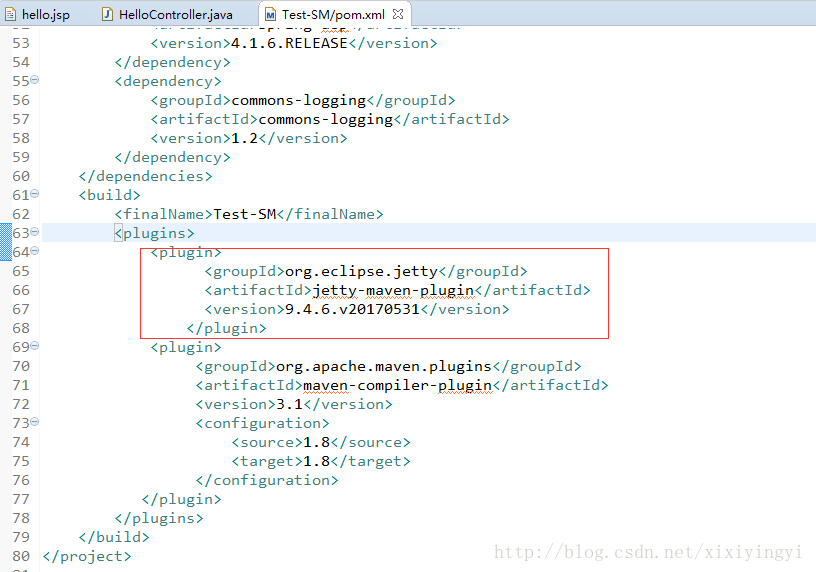 hello.jsp
HelloController.java
Test-SM/pom.xml
53 <version>4.1.6.RELEASE</version>
54 </dependency>
55 <dependency>
56 <groupId>commons-logging</groupId>
57 <artifactId>commons-logging</artifactId>
58 <version>1.2</version>
59 </dependency>
60 </dependencies>
61 <build>
62 <finalName>Test-SM</finalName>
63 <plugins>
64 <plugin>
65 <groupId>org.eclipse.jetty</groupId>
66 <artifactId>jetty-maven-plugin</artifactId>
67 <version>9.4.6.v20170531</version>
68 </plugin>
69 <plugin>
70 <groupId>org.apache.maven.plugins</groupId>
71 <artifactId>maven-compiler-plugin</artifactId>
72 <version>3.1</version>
73 <configuration>
74 <source>1.8</source>
75 <target>1.8</target>
76 </configuration>
77 </plugin>
78 </plugins>
79 </build>
80 </project>
http://blog.csdn.net/xixiyingyi